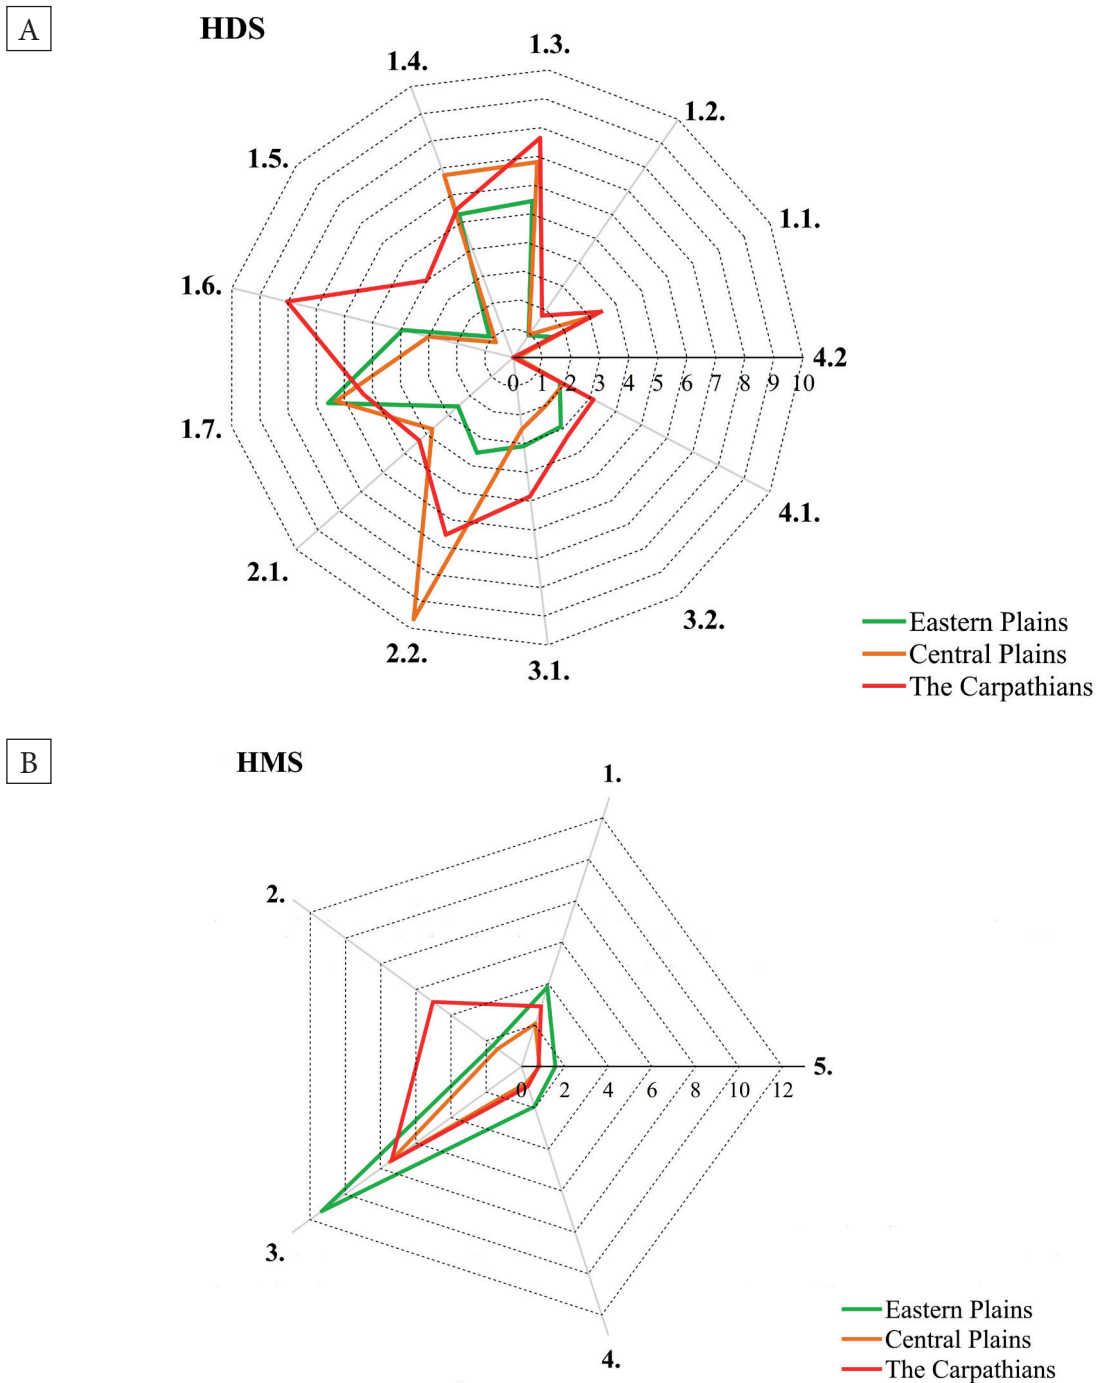 A
HDS
1.3.
1.4.
1.2.
1.5.
1.1.
1.6.
4.2
0 1 2 3 4 5 6 7 8 9 10
1.7.
4.1.
2.1.
3.2.
2.2.
3.1.
Eastern Plains
Central Plains
The Carpathians
B
HMS
1.
2.
5.
0 2 4 6 8 10 12
3.
4.
Eastern Plains
Central Plains
The Carpathians